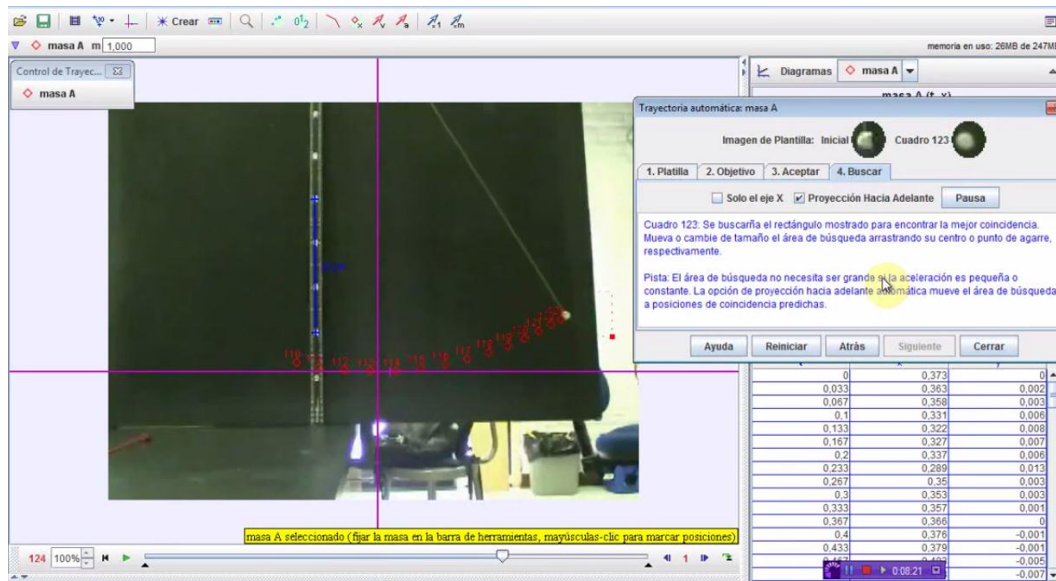 Crear
masa A m 1,000
memoria en uso: 26MB de 247M
Control de Trayec...
masa A
Diagramas masa A
masa A (t, x)
Trayectoria automática: masa A
Imagen de Plantilla: Inicial Cuadro 123
1. Platilla 2. Objetivo 3. Aceptar 4. Buscar
Solo el eje X Proyección Hacia Adelante Pausa
Cuadro 123: Se buscarña el rectángulo mostrado para encontrar la mejor coincidencia.
Mueva o cambie de tamaño el área de búsqueda arrastrando su centro o punto de agarre,
respectivamente.
Pista: El área de búsqueda no necesita ser grande si la aceleración es pequeña o
constante. La opción de proyección hacia adelante automática mueve el área de búsqueda
a posiciones de coincidencia predichas.
Ayuda Reiniciar Atrás Siguiente Cerrar
0 0,373 0
0,033 0,363 0,002
0,067 0,358 0,003
0,1 0,331 0,006
0,133 0,322 0,008
0,167 0,327 0,007
0,2 0,337 0,006
0,233 0,289 0,013
0,267 0,35 0,003
0,3 0,353 0,003
0,333 0,357 0,001
0,367 0,366 0
0,4 0,376 -0,001
0,433 0,379 -0,001
-0,005
-0,007
masa A seleccionado (fijar la masa en la barra de herramientas, mayúsculas-clic para marcar posiciones)
124 100% 1
0:08:21